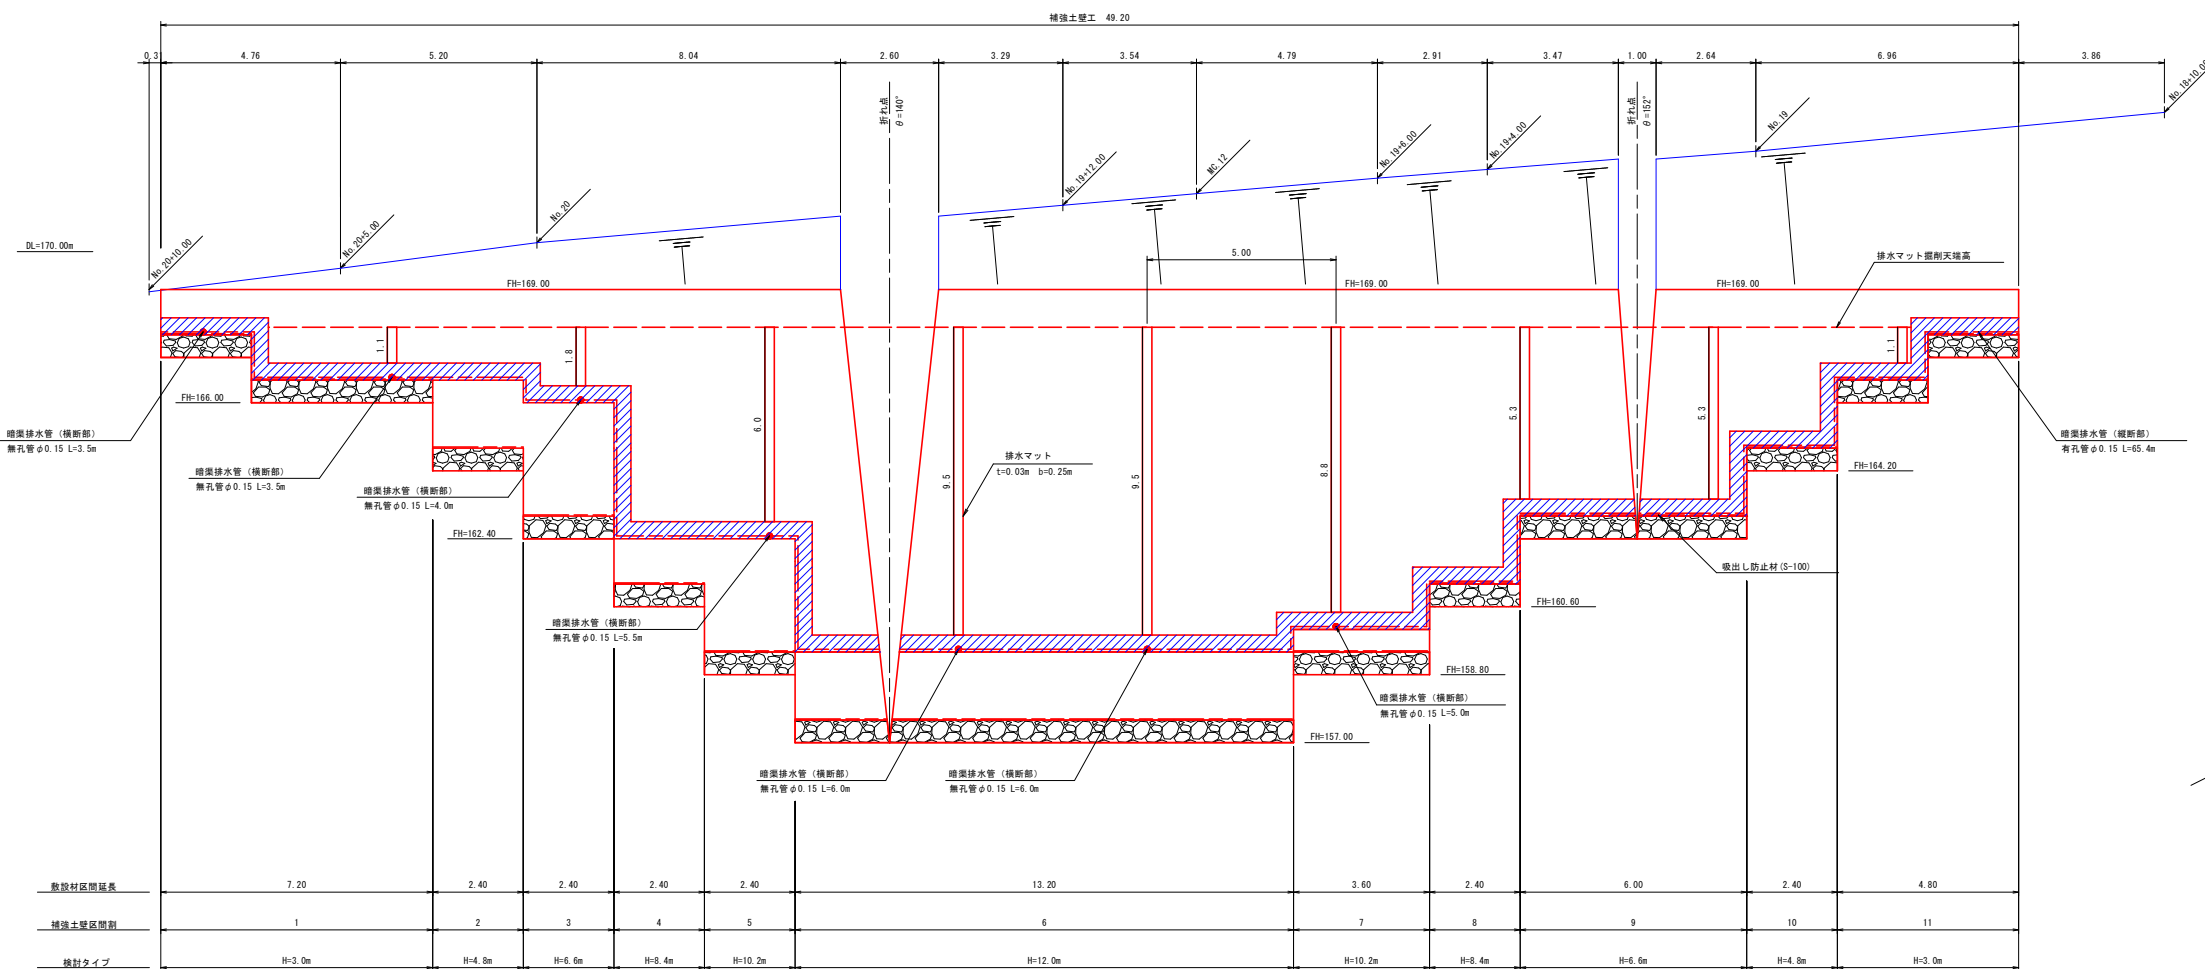 補強土壁工 49.20
0.31 4.76 5.20 8.04 2.60 3.29 3.54 4.79 2.91 3.47 1.00 2.64 6.96 3.86
折れ点
θ=140°
折れ点
θ=152°
No.20+10.00
No.20+5.00
No.20
No.19+12.00
MC.12
No.19+6.00
No.19+4.00
No.19
No.18+10.00
DL=170.00m
5.00
排水マット掘削天端高
FH=169.00
FH=169.00
FH=169.00
1.1
1.8
6.0
9.5
9.5
8.8
5.3
5.3
1.1
FH=166.00
暗渠排水管(横断部)
無孔管φ0.15 L=3.5m
暗渠排水管(横断部)
無孔管φ0.15 L=3.5m
暗渠排水管(横断部)
無孔管φ0.15 L=4.0m
排水マット
t=0.03m b=0.25m
暗渠排水管(縦断部)
有孔管φ0.15 L=65.4m
FH=164.20
FH=162.40
吸出し防止材(S-100)
FH=160.60
暗渠排水管(横断部)
無孔管φ0.15 L=5.5m
FH=158.80
暗渠排水管(横断部)
無孔管φ0.15 L=5.0m
FH=157.00
暗渠排水管(横断部)
無孔管φ0.15 L=6.0m
暗渠排水管(横断部)
無孔管φ0.15 L=6.0m
敷設材区間延長 7.20 2.40 2.40 2.40 2.40 13.20 3.60 2.40 6.00 2.40 4.80
補強土壁区間割 1 2 3 4 5 6 7 8 9 10 11
検討タイプ H=3.0m H=4.8m H=6.6m H=8.4m H=10.2m H=12.0m H=10.2m H=8.4m H=6.6m H=4.8m H=3.0m